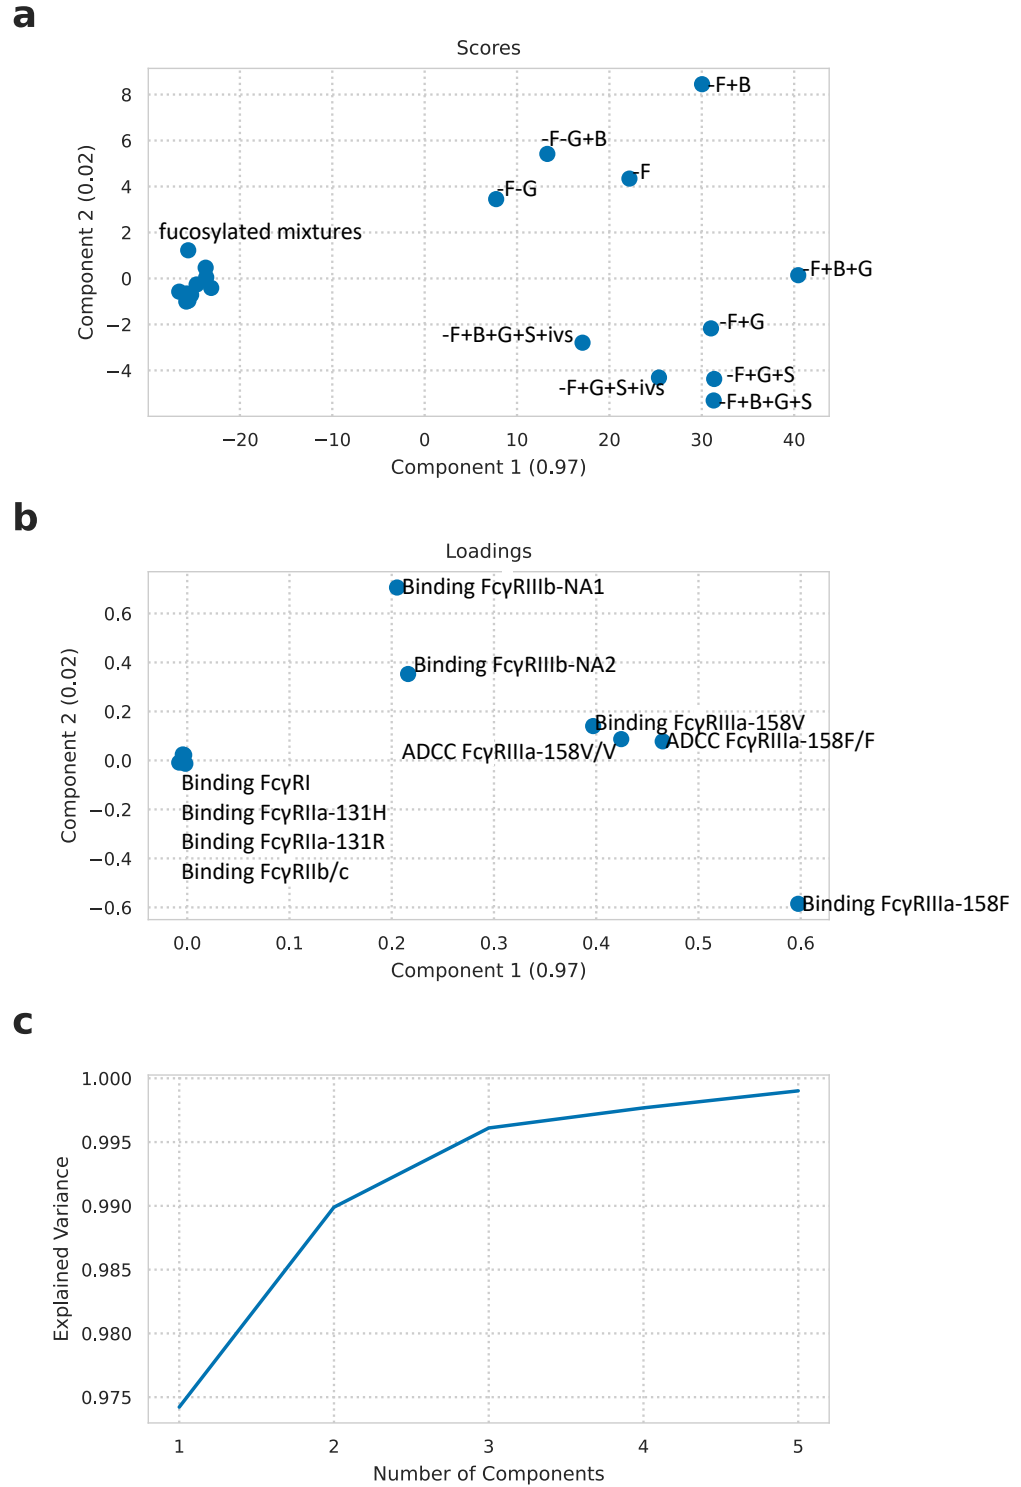 a
Scores
8
6
4
2
0
−2
−4
Component 2 (0.02)
-F+B
-F-G+B
-F
-F-G
fucosylated mixtures
-F+B+G
-F+G
-F+B+G+S+ivs
-F+G+S
-F+G+S+ivs
-F+B+G+S
−20 −10 0 10 20 30 40
Component 1 (0.97)
b
Loadings
0.6
0.4
0.2
0.0
−0.2
−0.4
−0.6
Component 2 (0.02)
Binding FcγRIIIb-NA1
Binding FcγRIIIb-NA2
Binding FcγRIIIa-158V
ADCC FcγRIIIa-158F/F
ADCC FcγRIIIa-158V/V
Binding FcγRI
Binding FcγRIIa-131H
Binding FcγRIIa-131R
Binding FcγRIIb/c
Binding FcγRIIIa-158F
0.0 0.1 0.2 0.3 0.4 0.5 0.6
Component 1 (0.97)
c
1.000
0.995
0.990
0.985
0.980
0.975
Explained Variance
1 2 3 4 5
Number of Components